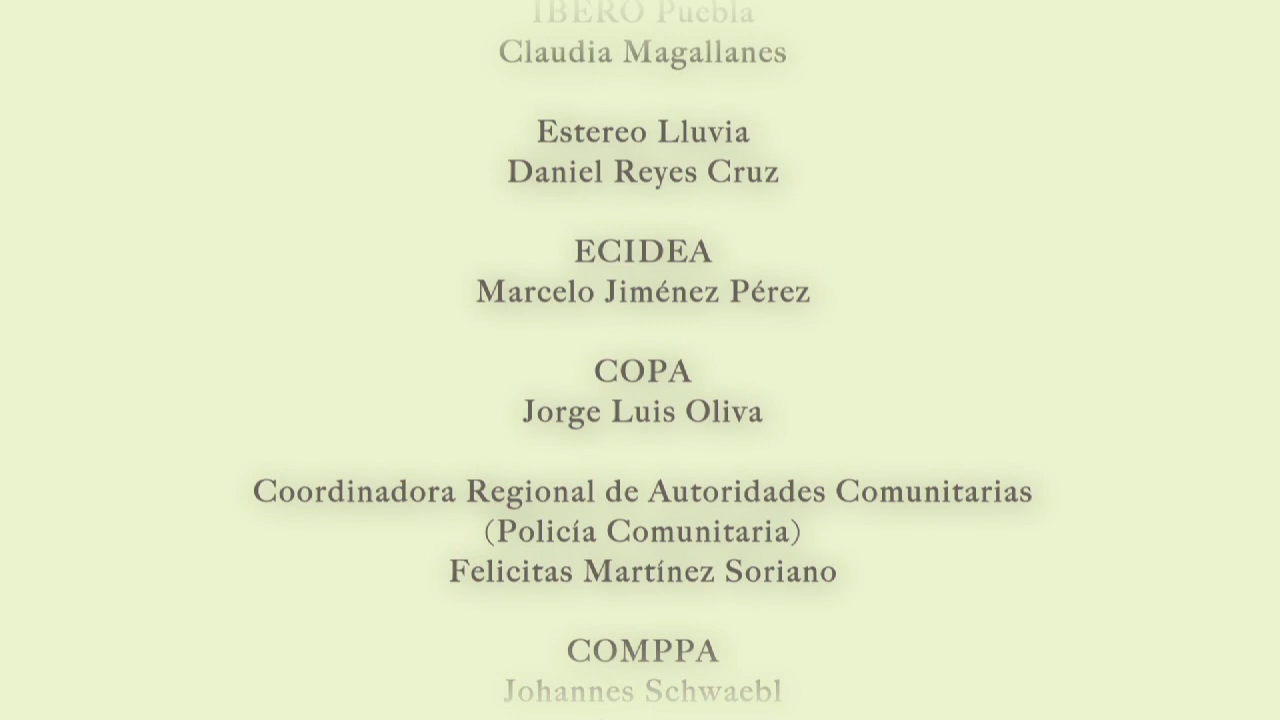 IBERO Puebla
Claudia Magallanes
Estereo Lluvia
Daniel Reyes Cruz
ECIDEA
Marcelo Jiménez Pérez
COPA
Jorge Luis Oliva
Coordinadora Regional de Autoridades Comunitarias
(Policía Comunitaria)
Felicitas Martínez Soriano
COMPPA
Johannes Schwaebl